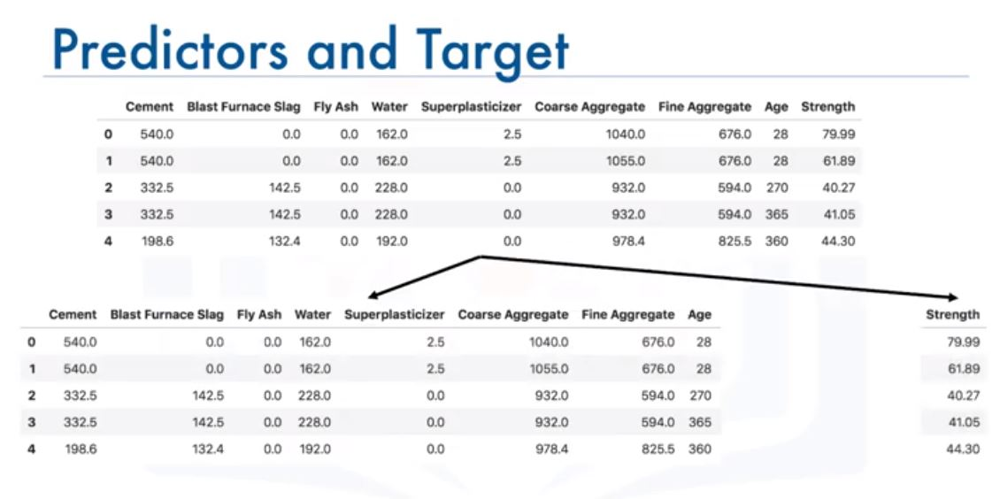 Predictors and Target
Cement Blast Furnace Slag Fly Ash Water Superplasticizer Coarse Aggregate Fine Aggregate Age Strength
0 540.0 0.0 0.0 162.0 2.5 1040.0 676.0 28 79.99
1 540.0 0.0 0.0 162.0 2.5 1055.0 676.0 28 61.89
2 332.5 142.5 0.0 228.0 0.0 932.0 594.0 270 40.27
3 332.5 142.5 0.0 228.0 0.0 932.0 594.0 365 41.05
4 198.6 132.4 0.0 192.0 0.0 978.4 825.5 360 44.30
Cement Blast Furnace Slag Fly Ash Water Superplasticizer Coarse Aggregate Fine Aggregate Age Strength
0 540.0 0.0 0.0 162.0 2.5 1040.0 676.0 28 79.99
1 540.0 0.0 0.0 162.0 2.5 1055.0 676.0 28 61.89
2 332.5 142.5 0.0 228.0 0.0 932.0 594.0 270 40.27
3 332.5 142.5 0.0 228.0 0.0 932.0 594.0 365 41.05
4 198.6 132.4 0.0 192.0 0.0 978.4 825.5 360 44.30